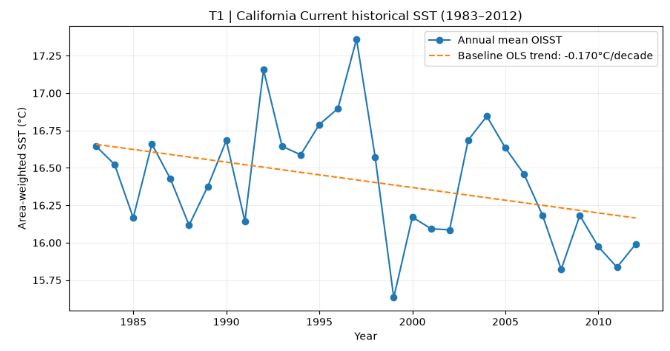 T1 | California Current historical SST (1983–2012)
Annual mean OISST
Baseline OLS trend: -0.170°C/decade
Area-weighted SST (°C)
17.25
17.00
16.75
16.50
16.25
16.00
15.75
1985 1990 1995 2000 2005 2010
Year